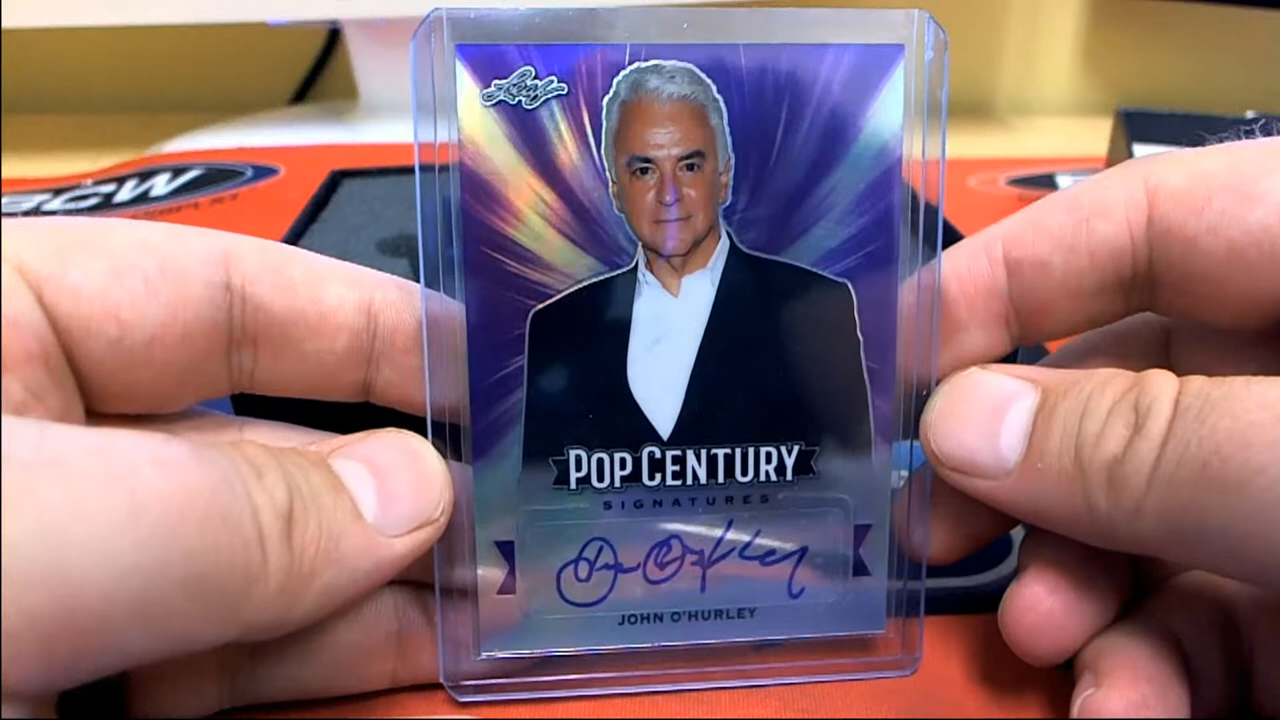 Leaf
BCW
POP CENTURY
SIGNATURES
JOHN O'HURLEY